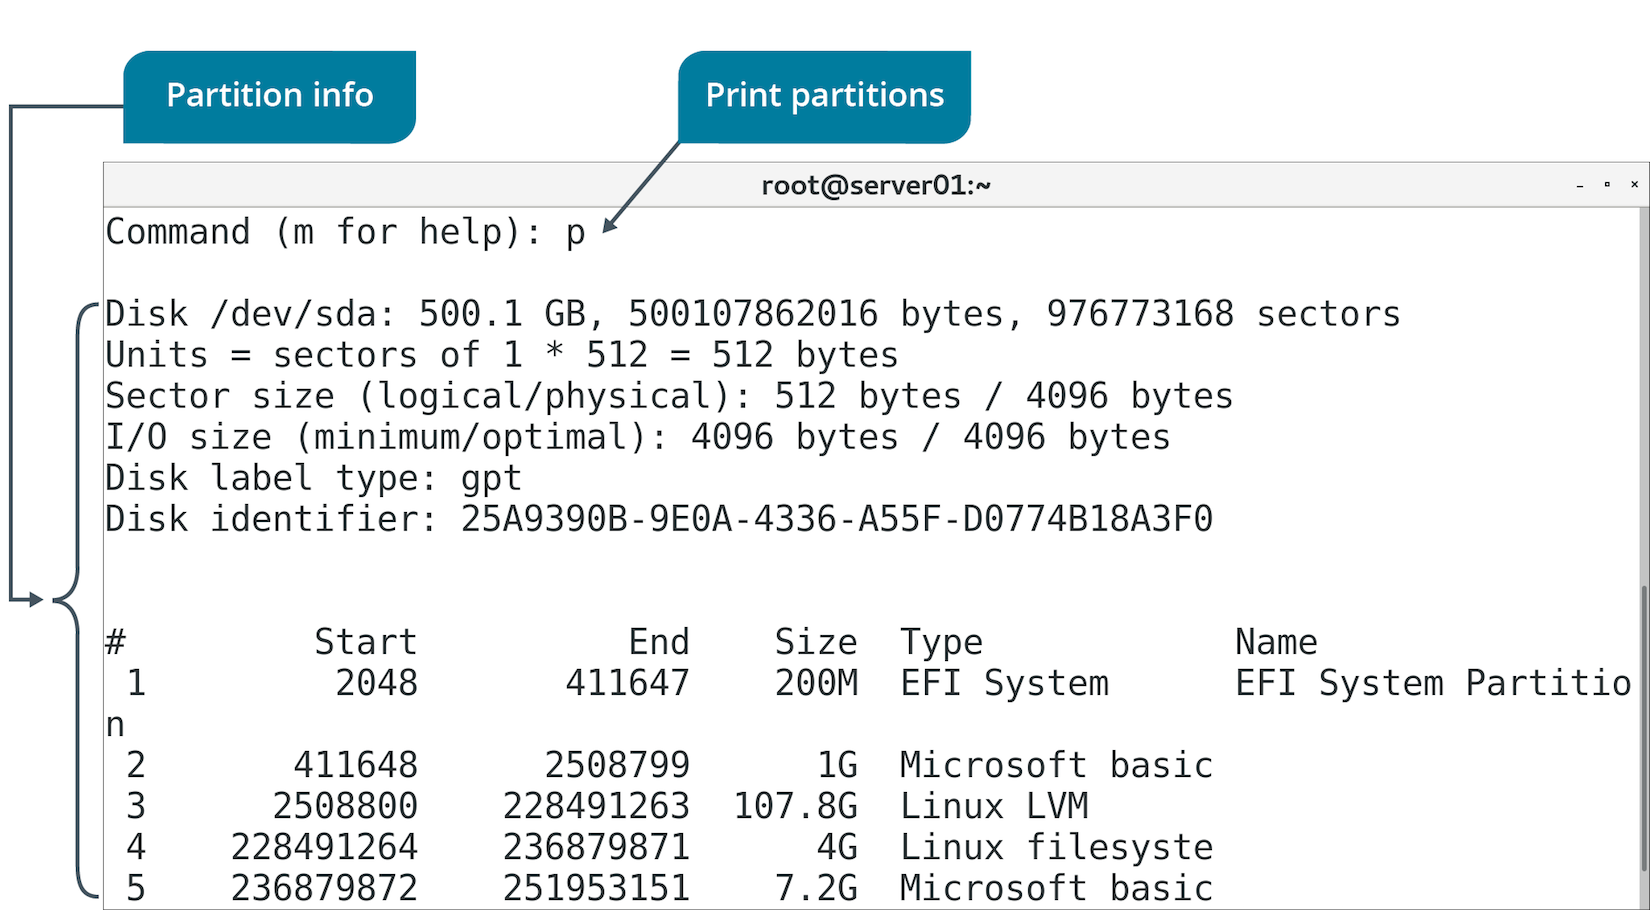 Partition info
Print partitions
root@server01:~
Command (m for help): p
Disk /dev/sda: 500.1 GB, 500107862016 bytes, 976773168 sectors
Units = sectors of 1 * 512 = 512 bytes
Sector size (logical/physical): 512 bytes / 4096 bytes
I/O size (minimum/optimal): 4096 bytes / 4096 bytes
Disk label type: gpt
Disk identifier: 25A9390B-9E0A-4336-A55F-D0774B18A3F0
#         Start          End    Size  Type            Name
 1         2048       411647    200M  EFI System      EFI System Partitio
n
 2       411648      2508799      1G  Microsoft basic
 3      2508800    228491263  107.8G  Linux LVM
 4    228491264    236879871      4G  Linux filesyste
 5    236879872    251953151    7.2G  Microsoft basic